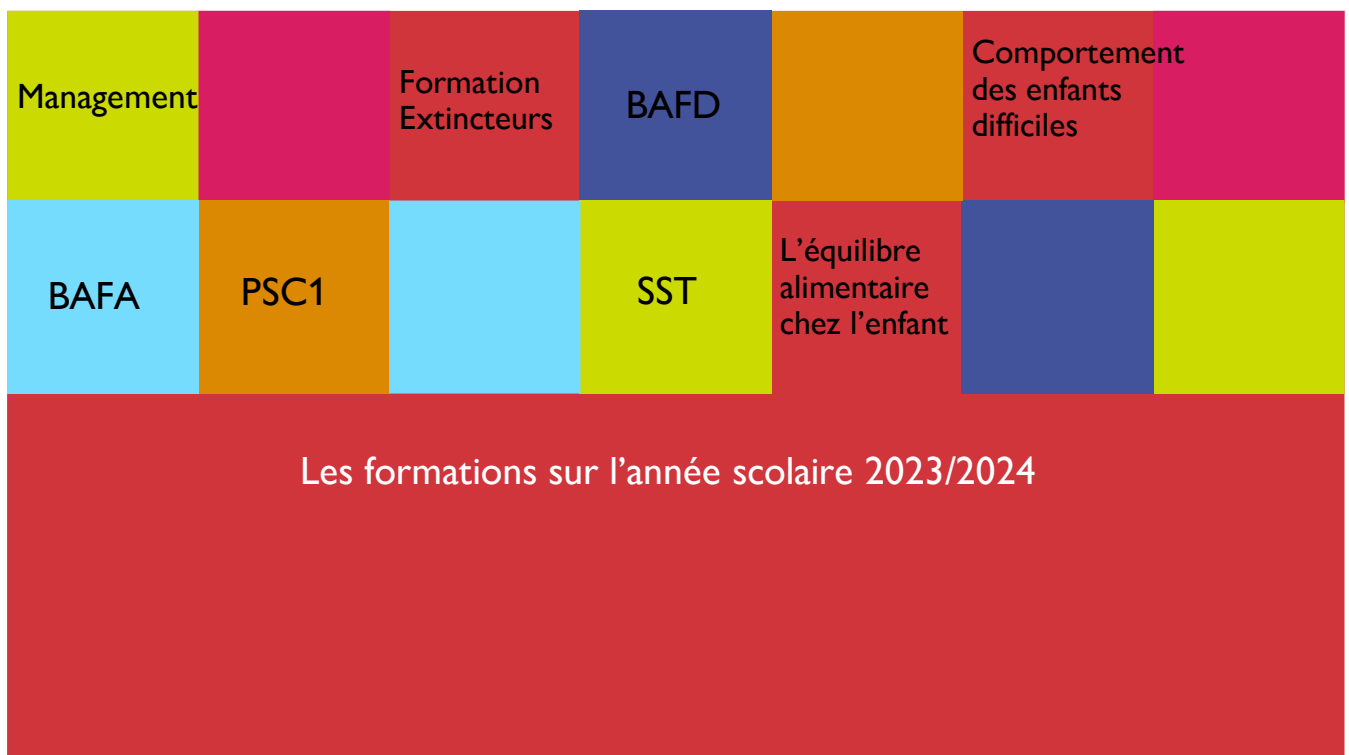 Management
Formation
Extincteurs
BAFD
Comportement
des enfants
difficiles
BAFA
PSC1
SST
L’équilibre
alimentaire
chez l’enfant
Les formations sur l’année scolaire 2023/2024